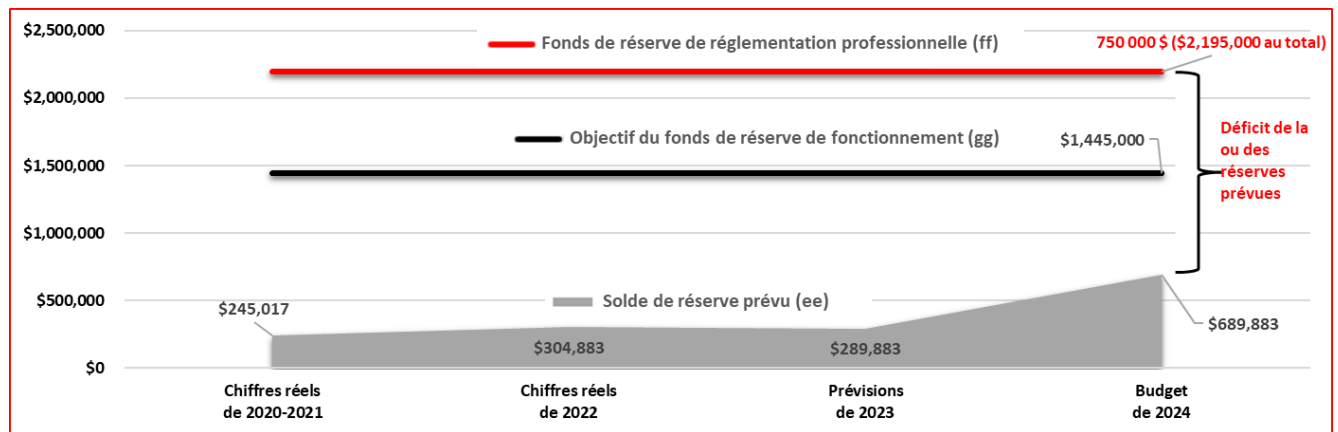 $2,500,000
Fonds de réserve de réglementation professionnelle (ff)
750 000 $ ($2,195,000 au total)
$2,000,000
Objectif du fonds de réserve de fonctionnement (gg)
$1,445,000
Déficit de la
ou des
réserves
prévues
$1,500,000
$1,000,000
$500,000
Solde de réserve prévu (ee)
$245,017
$304,883
$289,883
$689,883
$0
Chiffres réels
de 2020-2021
Chiffres réels
de 2022
Prévisions
de 2023
Budget
de 2024